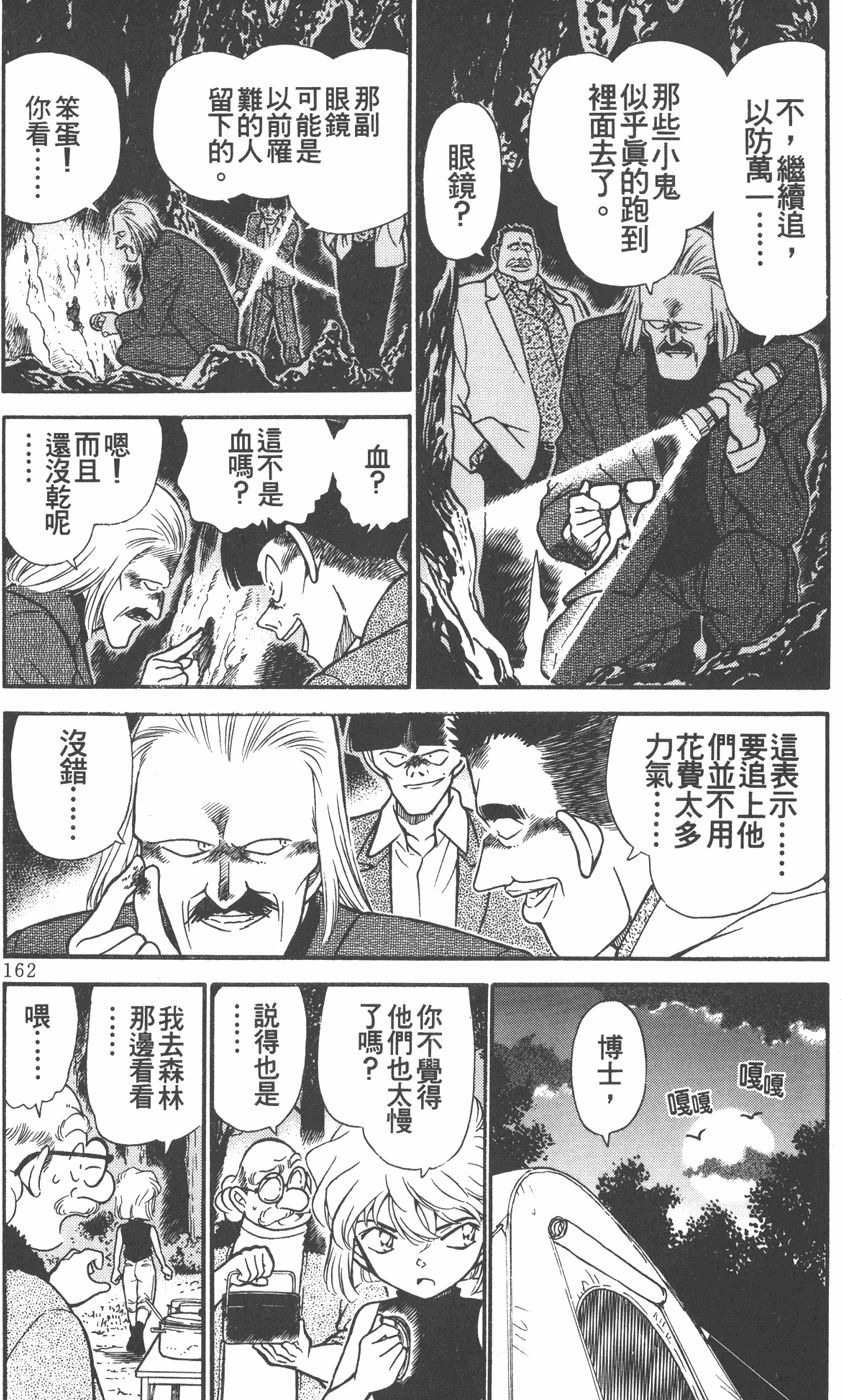 不，繼續追，
以防萬一……
那些小鬼
似乎真的跑到
裡面去了。
眼鏡？
那副
眼鏡
可能是
以前罹
難的人
留下的。
笨蛋！
你看……
血？
這不是
血嗎？
嗯！
而且
還沒乾呢
……
這表示……
要追上他
們並不用
花費太多
力氣……
沒錯……
162
嘎嘎
嘎嘎
博士，
你不覺得
他們也太慢
了嗎？
說得也是
……
我去森林
那邊看看
……
喂……